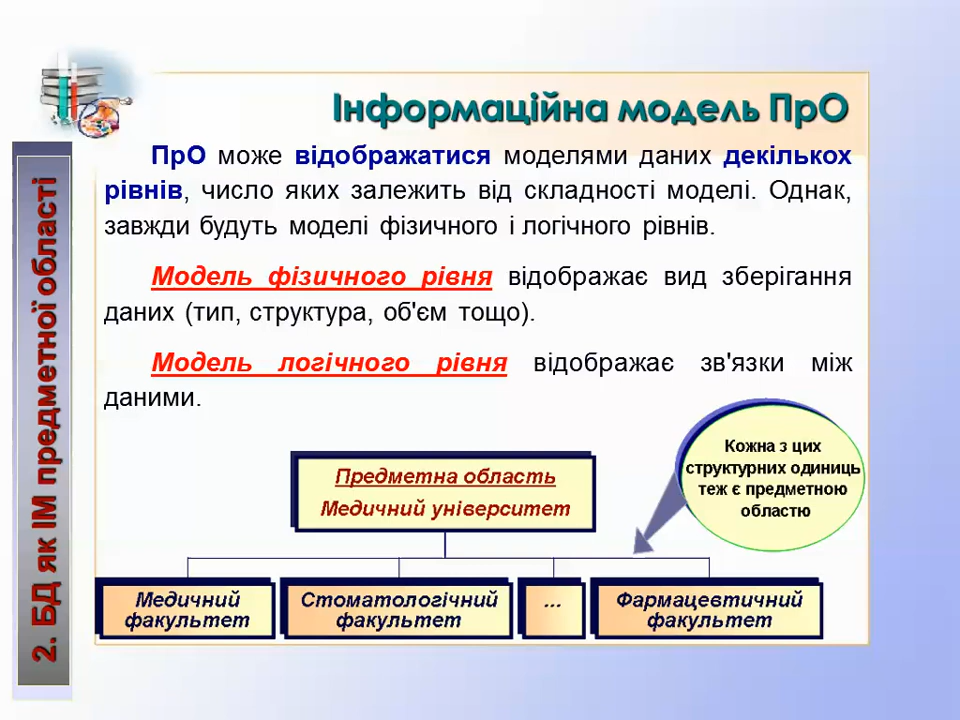 Інформаційна модель ПрО
ПрО може відображатися моделями даних декількох
рівнів, число яких залежить від складності моделі. Однак,
завжди будуть моделі фізичного і логічного рівнів.
Модель фізичного рівня відображає вид зберігання
даних (тип, структура, об'єм тощо).
Модель логічного рівня відображає зв'язки між
даними.
Кожна з цих
структурних одиниць
теж є предметною
областю
Предметна область
Медичний університет
Медичний
факультет
Стоматологічний
факультет
...
Фармацевтичний
факультет
2. БД як ІМ предметної області